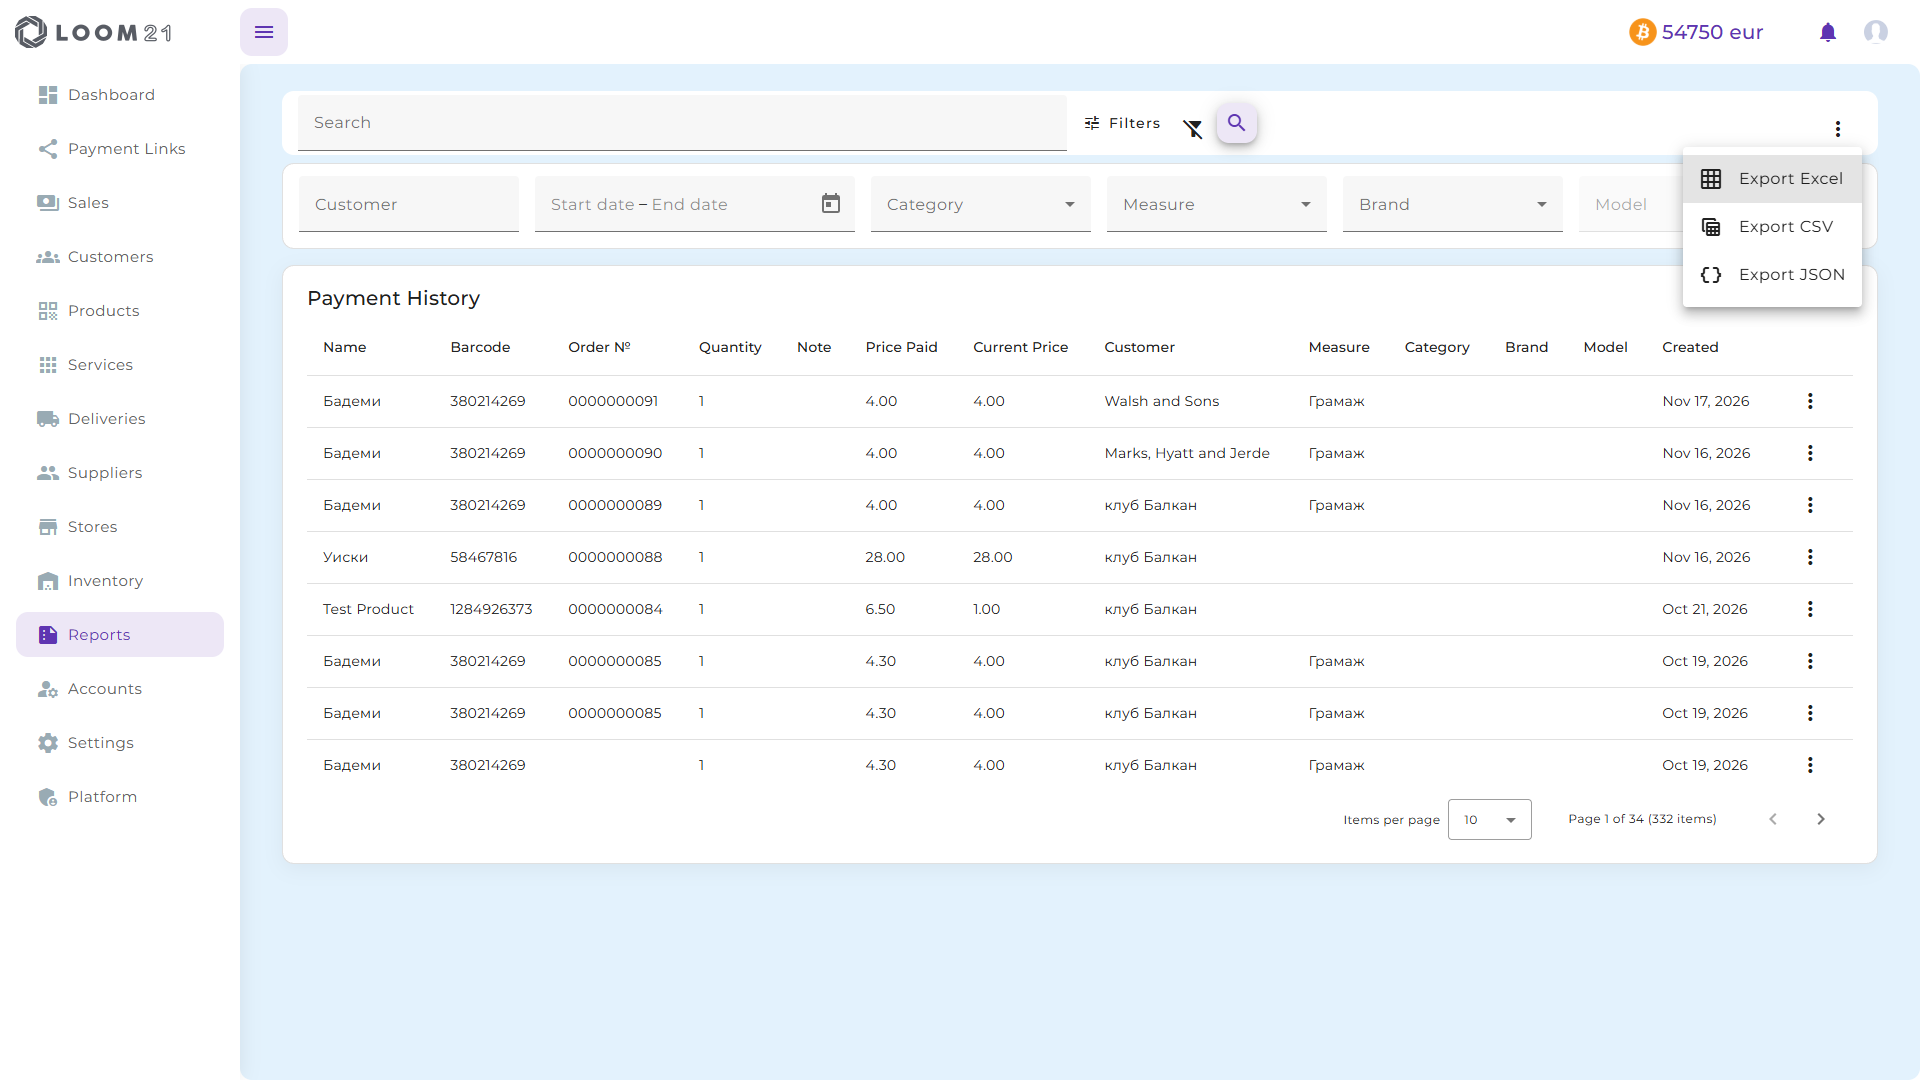 LOOM 21
54750 eur
Dashboard
Payment Links
Sales
Customers
Products
Services
Deliveries
Suppliers
Stores
Inventory
Reports
Accounts
Settings
Platform
Search
Filters
Export Excel
Export CSV
Export JSON
Customer
Start date – End date
Category
Measure
Brand
Model
Payment History
Name Barcode Order № Quantity Note Price Paid Current Price Customer Measure Category Brand Model Created
Бадеми 380214269 0000000091 1 4.00 4.00 Walsh and Sons Грамаж Nov 17, 2026
Бадеми 380214269 0000000090 1 4.00 4.00 Marks, Hyatt and Jerde Грамаж Nov 16, 2026
Бадеми 380214269 0000000089 1 4.00 4.00 клуб Балкан Грамаж Nov 16, 2026
Уиски 58467816 0000000088 1 28.00 28.00 клуб Балкан Nov 16, 2026
Test Product 1284926373 0000000084 1 6.50 1.00 клуб Балкан Oct 21, 2026
Бадеми 380214269 0000000085 1 4.30 4.00 клуб Балкан Грамаж Oct 19, 2026
Бадеми 380214269 0000000085 1 4.30 4.00 клуб Балкан Грамаж Oct 19, 2026
Бадеми 380214269 1 4.30 4.00 клуб Балкан Грамаж Oct 19, 2026
Items per page 10 Page 1 of 34 (332 items)